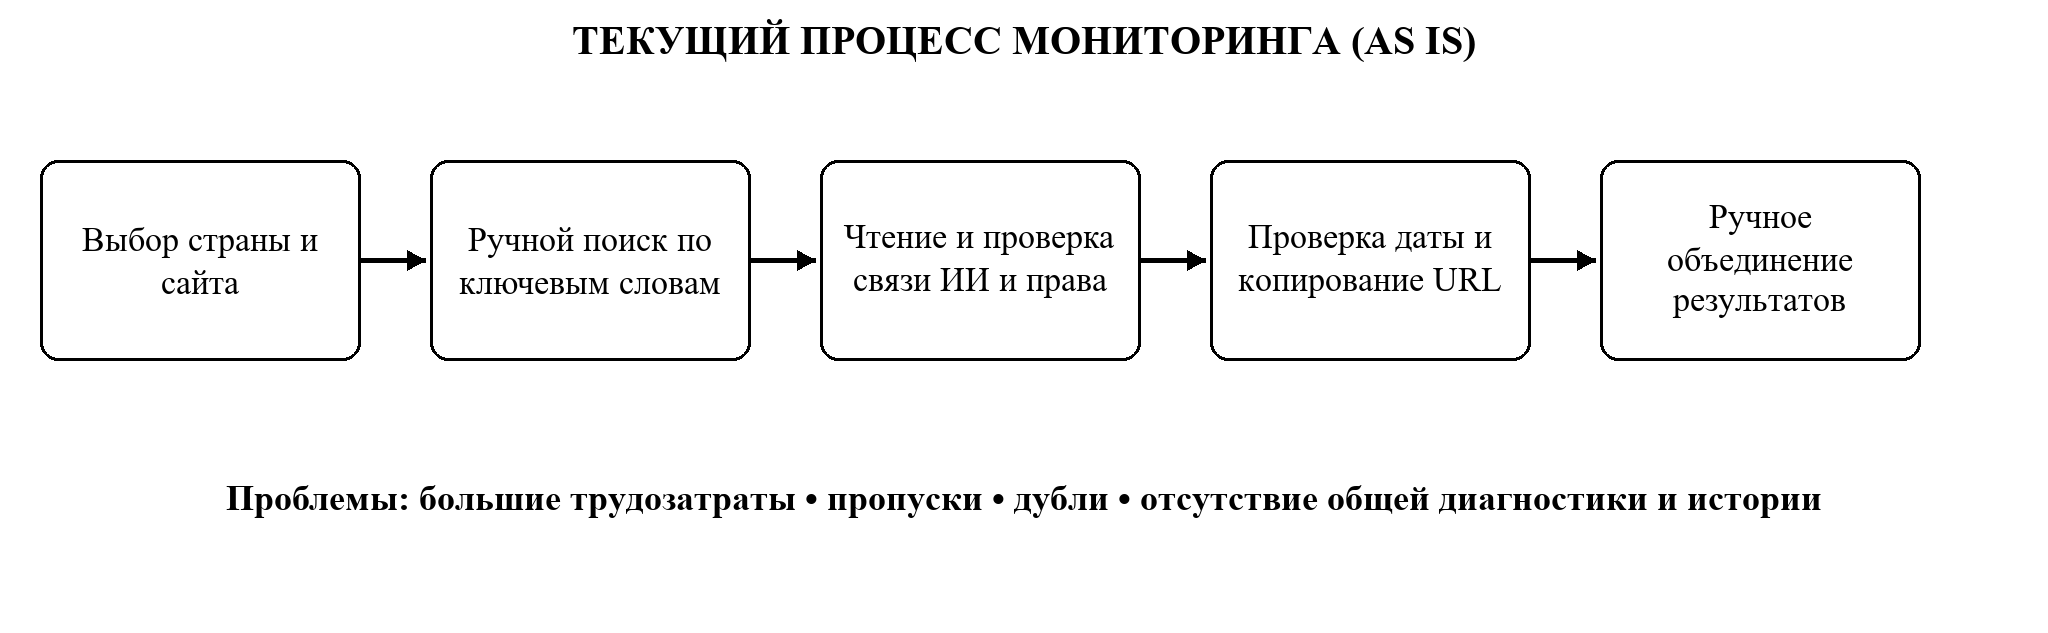 ТЕКУЩИЙ ПРОЦЕСС МОНИТОРИНГА (AS IS)
Выбор страны и
сайта
Ручной поиск по
ключевым словам
Чтение и проверка
связи ИИ и права
Проверка даты и
копирование URL
Ручное
объединение
результатов
Проблемы: большие трудозатраты • пропуски • дубли • отсутствие общей диагностики и истории